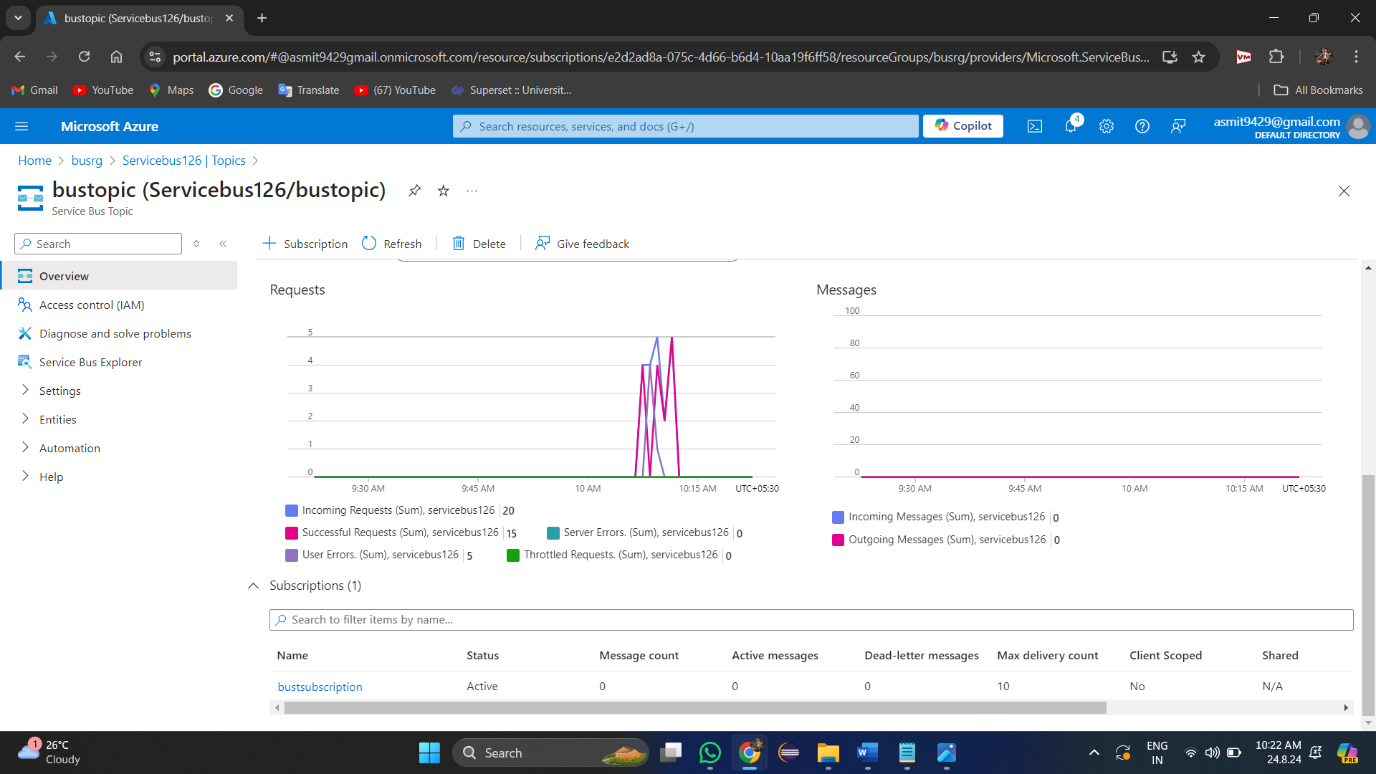 bustopic (Servicebus126/bustop
portal.azure.com/#@asmit9429gmail.onmicrosoft.com/resource/subscriptions/e2d2ad8a-075c-4d66-b6d4-10aa19f6ff58/resourceGroups/busrg/providers/Microsoft.ServiceBus...
Gmail YouTube Maps Google Translate (67) YouTube Superset :: Universit... All Bookmarks
Microsoft Azure Search resources, services, and docs (G+/) Copilot 4 asmit9429@gmail.com
DEFAULT DIRECTORY
Home > busrg > Servicebus126 | Topics >
bustopic (Servicebus126/bustopic)
Service Bus Topic
Search
Subscription Refresh Delete Give feedback
Overview
Access control (IAM)
Diagnose and solve problems
Service Bus Explorer
Settings
Entities
Automation
Help
Requests
5
4
3
2
1
0
9:30 AM 9:45 AM 10 AM 10:15 AM UTC+05:30
Incoming Requests (Sum), servicebus126 20
Successful Requests (Sum), servicebus126 15 Server Errors. (Sum), servicebus126 0
User Errors. (Sum), servicebus126 5 Throttled Requests. (Sum), servicebus126 0
Messages
100
80
60
40
20
0
9:30 AM 9:45 AM 10 AM 10:15 AM UTC+05:30
Incoming Messages (Sum), servicebus126 0
Outgoing Messages (Sum), servicebus126 0
Subscriptions (1)
Search to filter items by name...
Name Status Message count Active messages Dead-letter messages Max delivery count Client Scoped Shared
bustsubscription Active 0 0 0 10 No N/A
1 26°C
Cloudy
Search
ENG
IN
10:22 AM
24.8.24
PRE